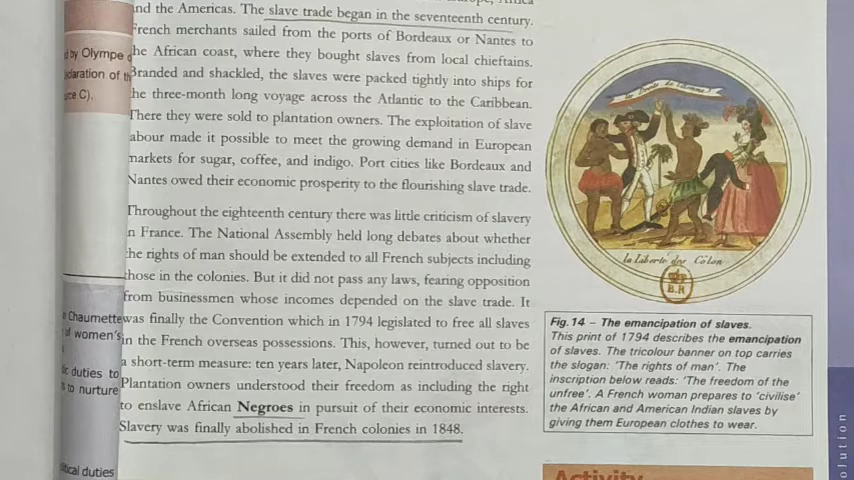 and the Americas. The slave trade began in the seventeenth century.
French merchants sailed from the ports of Bordeaux or Nantes to
the African coast, where they bought slaves from local chieftains.
Branded and shackled, the slaves were packed tightly into ships for
the three-month long voyage across the Atlantic to the Caribbean.
There they were sold to plantation owners. The exploitation of slave
labour made it possible to meet the growing demand in European
markets for sugar, coffee, and indigo. Port cities like Bordeaux and
Nantes owed their economic prosperity to the flourishing slave trade.
Throughout the eighteenth century there was little criticism of slavery
in France. The National Assembly held long debates about whether
the rights of man should be extended to all French subjects including
those in the colonies. But it did not pass any laws, fearing opposition
from businessmen whose incomes depended on the slave trade. It
was finally the Convention which in 1794 legislated to free all slaves
in the French overseas possessions. This, however, turned out to be
a short-term measure: ten years later, Napoleon reintroduced slavery.
Plantation owners understood their freedom as including the right
to enslave African Negroes in pursuit of their economic interests.
Slavery was finally abolished in French colonies in 1848.
by Olympe
Chaumette
of women's
duties to
to nurture
duties
la Liberté des Colon
B.R
Fig.14 – The emancipation of slaves.
This print of 1794 describes the emancipation
of slaves. The tricolour banner on top carries
the slogan: 'The rights of man'. The
inscription below reads: 'The freedom of the
unfree'. A French woman prepares to 'civilise'
the African and American Indian slaves by
giving them European clothes to wear.
Activity
olution